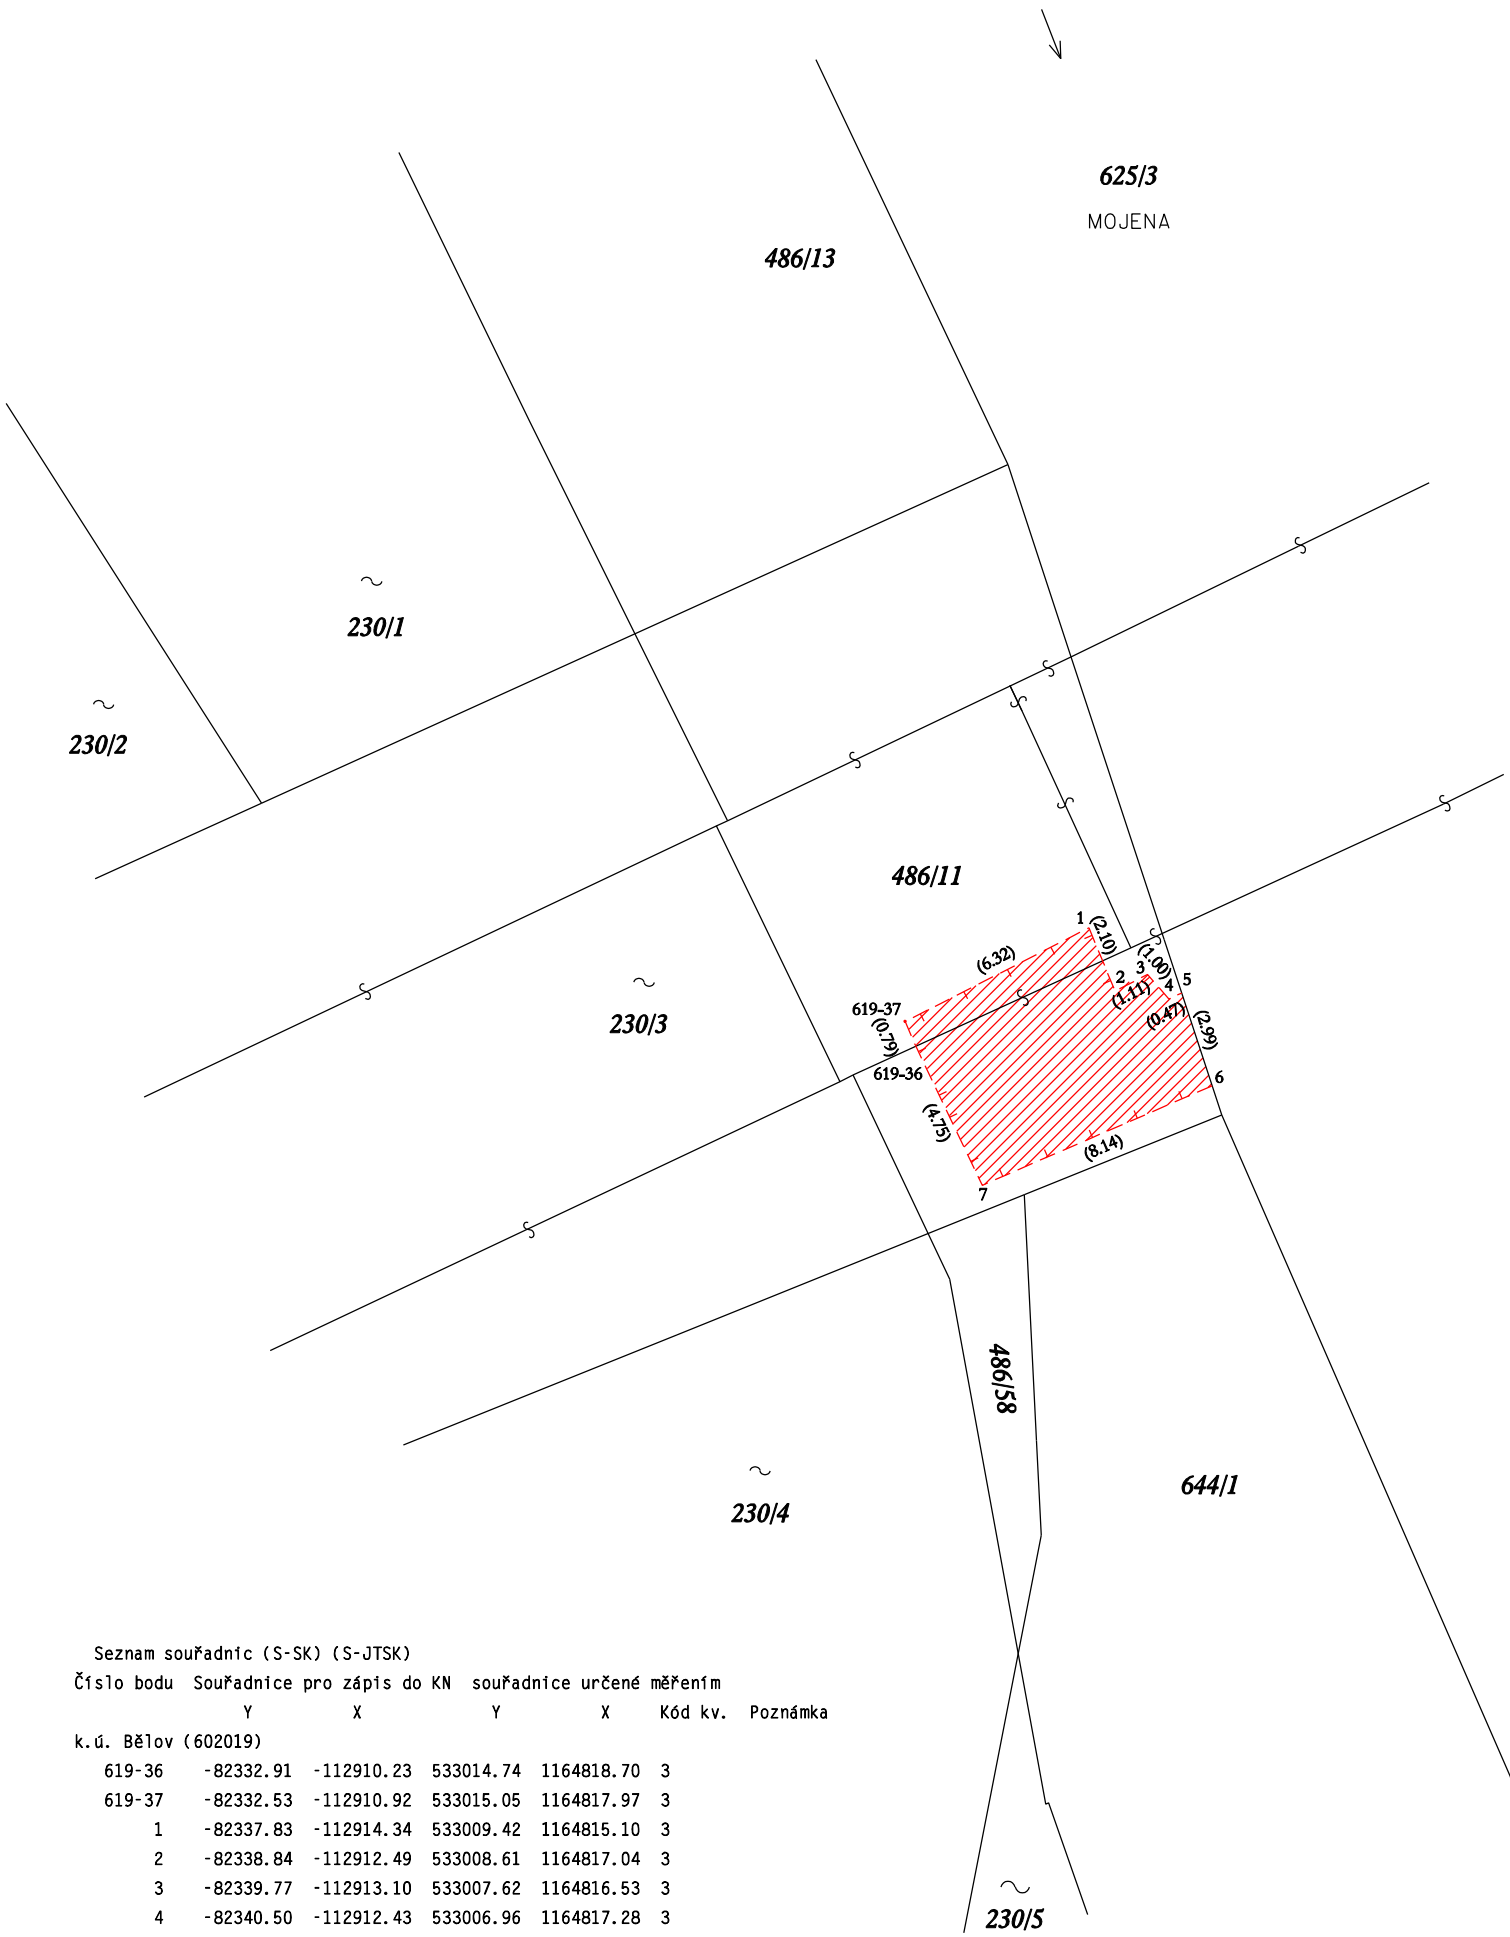 625/3
MOJENA
486/13
230/1
230/2
486/11
1
(2.10)
(6.32)
(1.00)
3
2
5
4
(1.11)
619-37
(0.47)
230/3
(0.79)
(2.99)
619-36
6
(4.75)
(8.14)
7
486/58
644/1
230/4
Seznam souřadnic (S-SK) (S-JTSK)
Číslo bodu Souřadnice pro zápis do KN souřadnice určené měřením
Y X Y X Kód kv. Poznámka
k.ú. Bělov (602019)
619-36 -82332.91 -112910.23 533014.74 1164818.70 3
619-37 -82332.53 -112910.92 533015.05 1164817.97 3
1 -82337.83 -112914.34 533009.42 1164815.10 3
2 -82338.84 -112912.49 533008.61 1164817.04 3
3 -82339.77 -112913.10 533007.62 1164816.53 3
4 -82340.50 -112912.43 533006.96 1164817.28 3
230/5